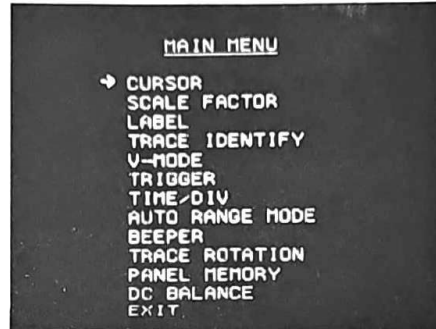 MAIN MENU
CURSOR
SCALE FACTOR
LABEL
TRACE IDENTIFY
V-MODE
TRIGGER
TIME/DIV
AUTO RANGE MODE
BEEPER
TRACE ROTATION
PANEL MEMORY
DC BALANCE
EXIT